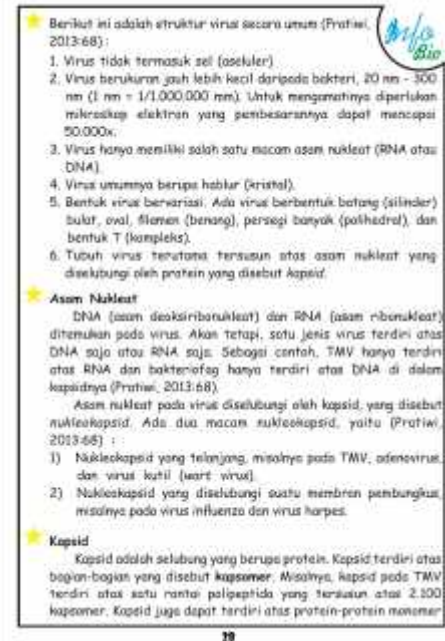 Berikut ini adalah struktur virus secara umum (Pratiwi,
2013:68) :
Info
Bio
1. Virus tidak termasuk sel (aseluler).
2. Virus berukuran jauh lebih kecil daripada bakteri, 20 nm - 300
nm (1 nm = 1/1.000.000 mm). Untuk mengamatinya diperlukan
mikroskop elektron yang pembesarannya dapat mencapai
50.000x.
3. Virus hanya memiliki salah satu macam asam nukleat (RNA atau
DNA).
4. Virus umumnya berupa hablur (kristal).
5. Bentuk virus bervariasi. Ada virus berbentuk batang (silinder)
bulat, oval, filamen (benang), persegi banyak (polihedral), dan
bentuk T (kompleks).
6. Tubuh virus terutama tersusun atas asam nukleat yang
diselubungi oleh protein yang disebut kapsid.
Asam Nukleat
DNA (asam deoksiribonukleat) dan RNA (asam ribonukleat)
ditemukan pada virus. Akan tetapi, satu jenis virus terdiri atas
DNA saja atau RNA saja. Sebagai contoh, TMV hanya terdiri
atas RNA dan bakteriofag hanya terdiri atas DNA di dalam
kapsidnya (Pratiwi, 2013:68).
Asam nukleat pada virus diselubungi oleh kapsid, yang disebut
nukleokapsid. Ada dua macam nukleokapsid, yaitu (Pratiwi,
2013:68) :
1) Nukleokapsid yang telanjang, misalnya pada TMV, adenovirus,
dan virus kutil (wart virus).
2) Nukleokapsid yang diselubungi suatu membran pembungkus,
misalnya pada virus influenza dan virus herpes.
Kapsid
Kapsid adalah selubung yang berupa protein. Kapsid terdiri atas
bagian-bagian yang disebut kapsomer. Misalnya, kapsid pada TMV
terdiri atas satu rantai polipeptida yang tersusun atas 2.100
kapsomer. Kapsid juga dapat terdiri atas protein-protein monomer
29